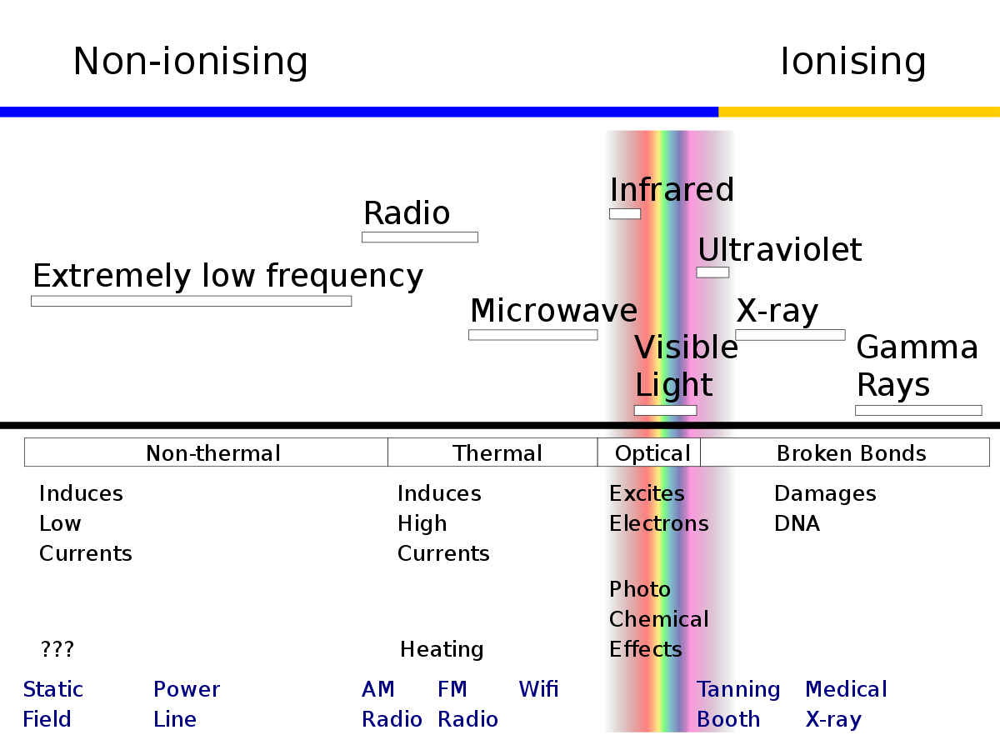 Non-ionising
Ionising
Infrared
Radio
Ultraviolet
Extremely low frequency
Microwave
X-ray
Visible
Light
Gamma
Rays
Non-thermal
Thermal
Optical
Broken Bonds
Induces
Low
Currents
???
Induces
High
Currents
Heating
Excites
Electrons
Photo
Chemical
Effects
Damages
DNA
Static
Field
Power
Line
AM
Radio
FM
Radio
Wifi
Tanning
Booth
Medical
X-ray